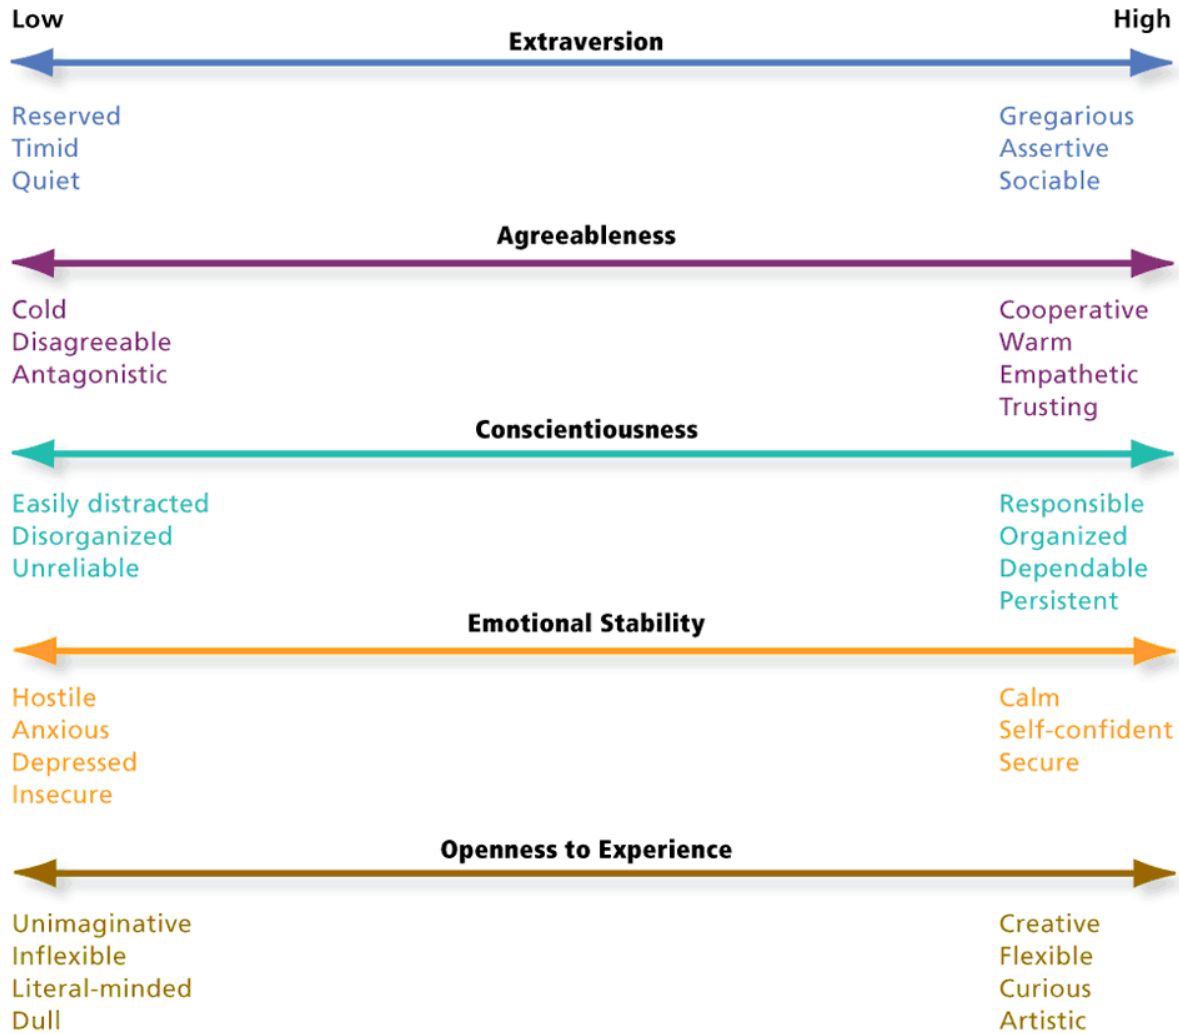 Low High
Extraversion
Reserved Gregarious
Timid Assertive
Quiet Sociable
Agreeableness
Cold Cooperative
Disagreeable Warm
Antagonistic Empathetic
Trusting
Conscientiousness
Easily distracted Responsible
Disorganized Organized
Unreliable Dependable
Persistent
Emotional Stability
Hostile Calm
Anxious Self-confident
Depressed Secure
Insecure
Openness to Experience
Unimaginative Creative
Inflexible Flexible
Literal-minded Curious
Dull Artistic